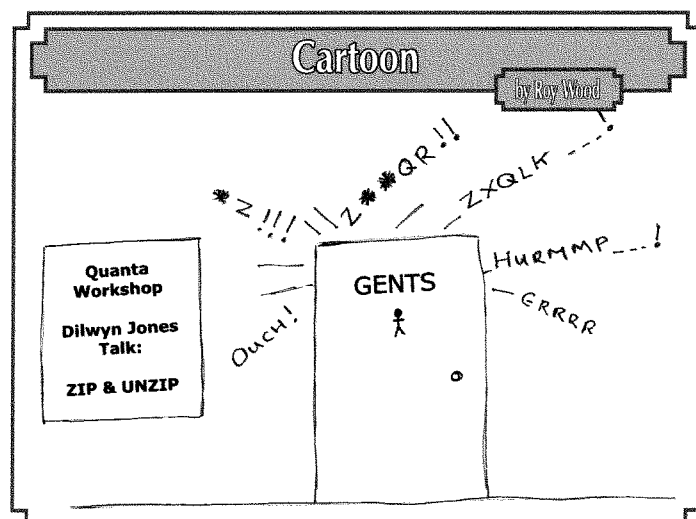 Cartoon
by Roy Wood
*Z!!!
Z**QR!!
ZXQLK ---!
HURMMP---!
GRRRR
OUCH!
GENTS
Quanta
Workshop
Dilwyn Jones
Talk:
ZIP & UNZIP